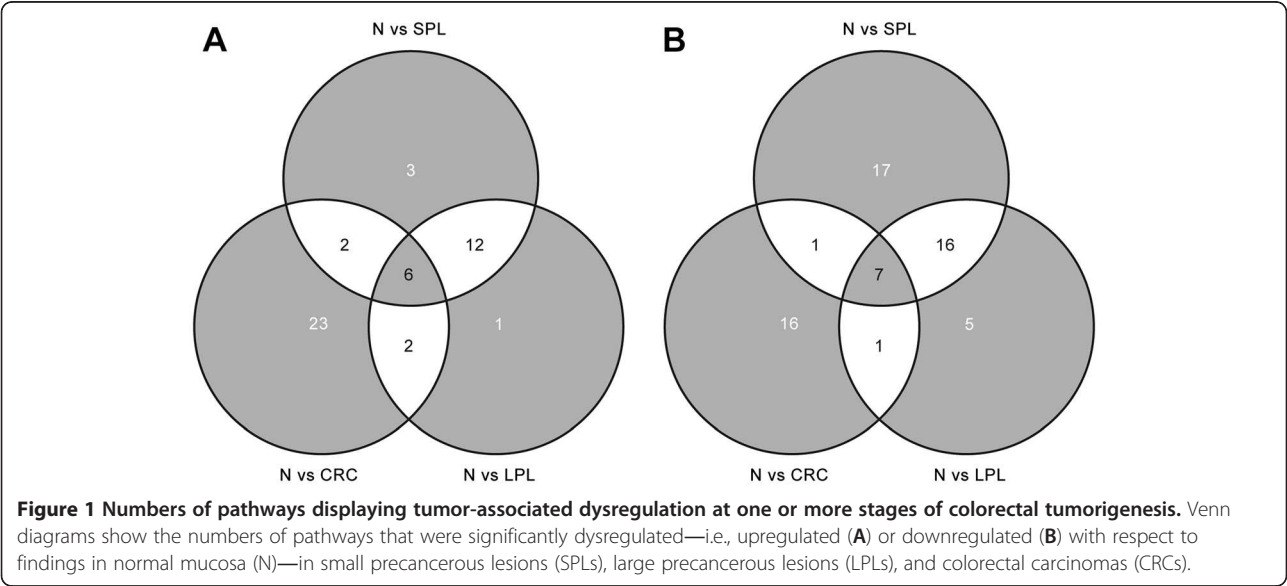 A
N vs SPL
3
2
12
6
23
1
2
N vs CRC
N vs LPL
B
N vs SPL
17
1
16
7
16
5
1
N vs CRC
N vs LPL
Figure 1 Numbers of pathways displaying tumor-associated dysregulation at one or more stages of colorectal tumorigenesis. Venn
diagrams show the numbers of pathways that were significantly dysregulated—i.e., upregulated (A) or downregulated (B) with respect to
findings in normal mucosa (N)—in small precancerous lesions (SPLs), large precancerous lesions (LPLs), and colorectal carcinomas (CRCs).